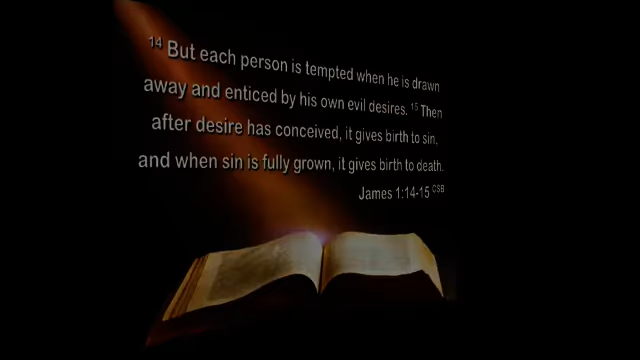 14 But each person is tempted when he is drawn
away and enticed by his own evil desires. 15 Then
after desire has conceived, it gives birth to sin,
and when sin is fully grown, it gives birth to death.
James 1:14-15 CSB